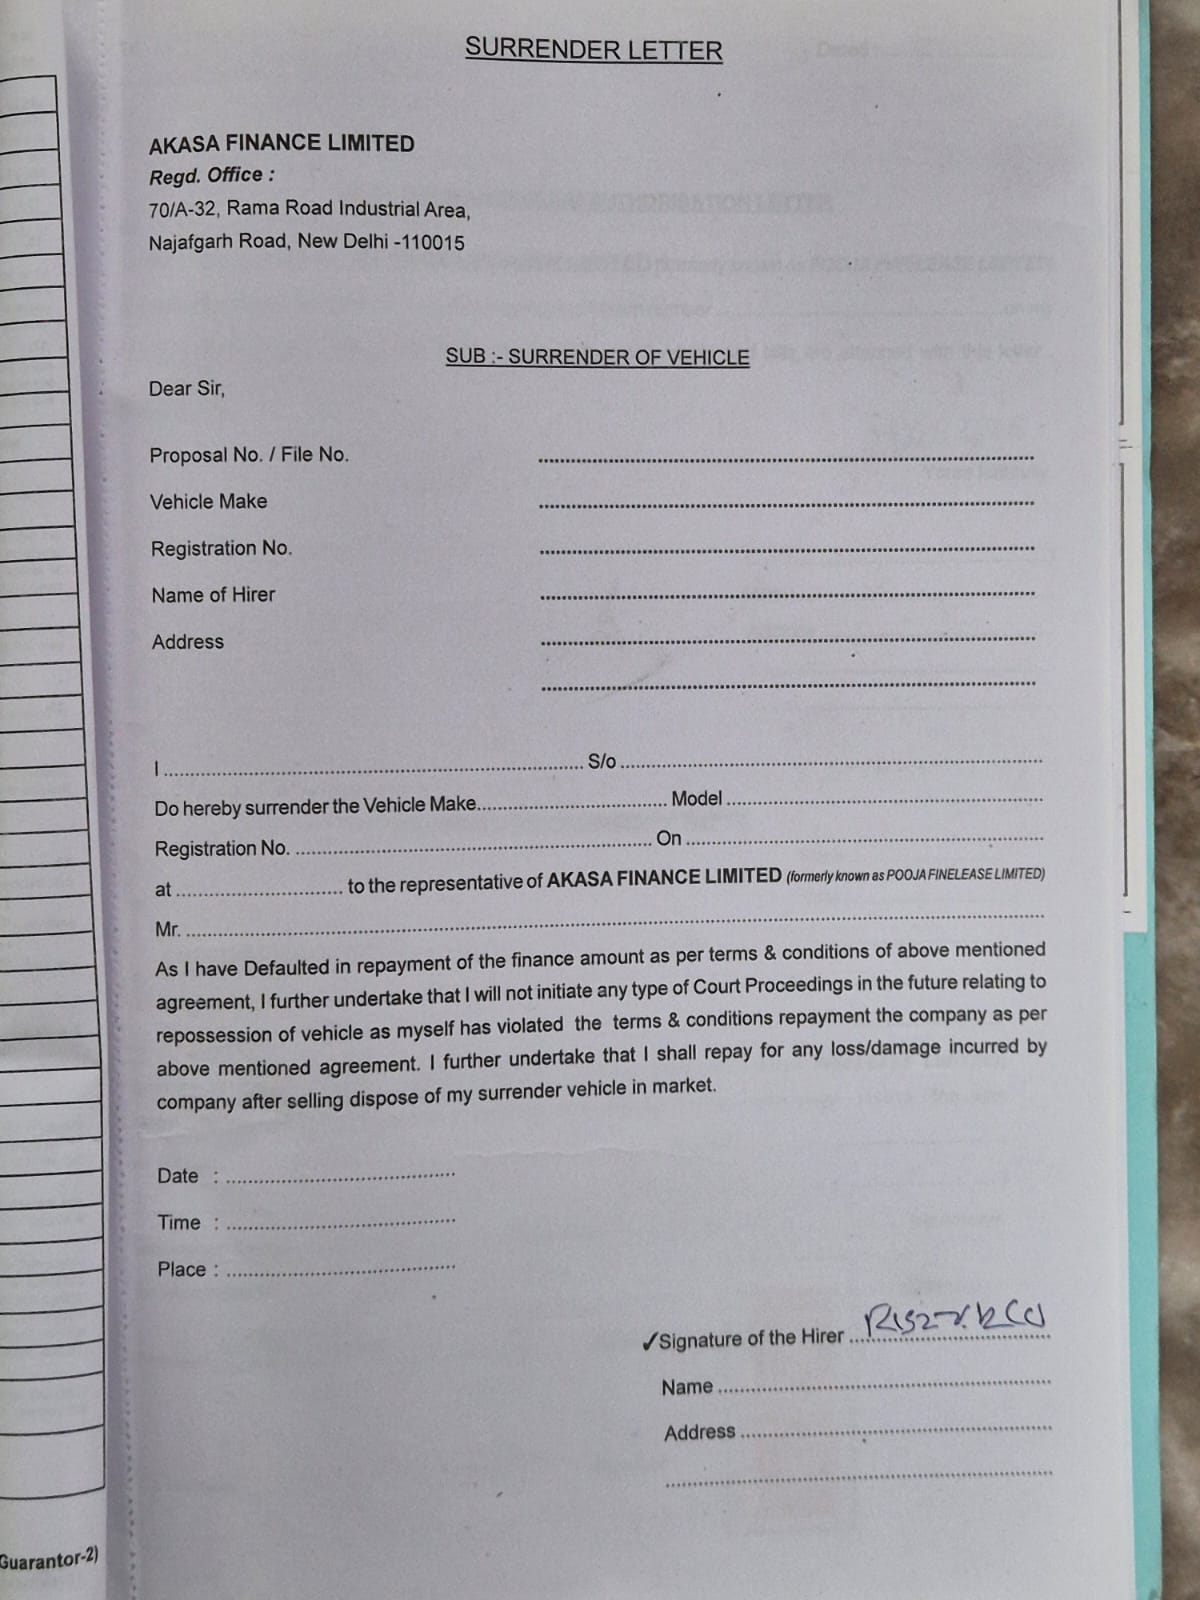 SURRENDER LETTER
AKASA FINANCE LIMITED
Regd. Office :
70/A-32, Rama Road Industrial Area,
Najafgarh Road, New Delhi -110015
SUB :- SURRENDER OF VEHICLE
Dear Sir,
Proposal No. / File No. ........................
Vehicle Make ........................
Registration No. ........................
Name of Hirer ........................
Address ........................
........................
I ........................ S/o ........................
Do hereby surrender the Vehicle Make........................ Model ........................
Registration No. ........................ On ........................
at ........................ to the representative of AKASA FINANCE LIMITED (formerly known as POOJA FINELEASE LIMITED)
Mr. ........................
As I have Defaulted in repayment of the finance amount as per terms & conditions of above mentioned
agreement, I further undertake that I will not initiate any type of Court Proceedings in the future relating to
repossession of vehicle as myself has violated the terms & conditions repayment the company as per
above mentioned agreement. I further undertake that I shall repay for any loss/damage incurred by
company after selling dispose of my surrender vehicle in market.
Date : ........................
Time : ........................
Place : ........................
✓Signature of the Hirer ........................
Name ........................
Address ........................
........................
Guarantor-2)